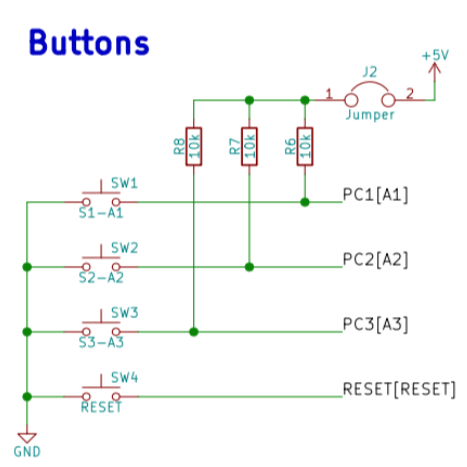 Buttons
+5V
J2
1
2
Jumper
R8
10k
R7
10k
R6
10k
SW1
S1-A1
PC1[A1]
SW2
S2-A2
PC2[A2]
SW3
S3-A3
PC3[A3]
SW4
RESET
RESET[RESET]
GND